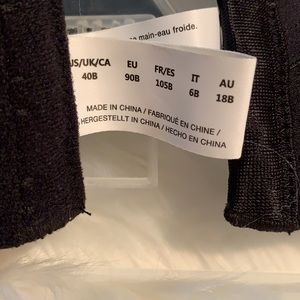 main-eau froide.
US/UK/CA EU FR/ES IT AU
40B 90B 105B 6B 18B
MADE IN CHINA / FABRIQUÉ EN CHINE /
HERGESTELLT IN CHINA / HECHO EN CHINA